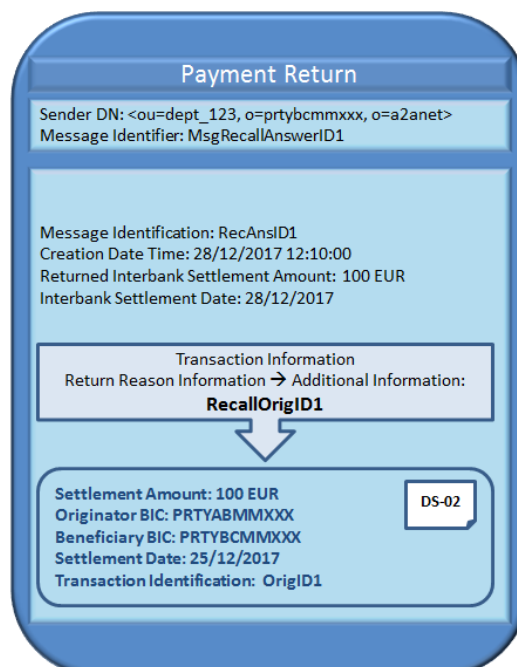 Payment Return
Sender DN: <ou=dept_123, o=prtybcmmxxx, o=a2anet>
Message Identifier: MsgRecallAnswerID1
Message Identification: RecAnsID1
Creation Date Time: 28/12/2017 12:10:00
Returned Interbank Settlement Amount: 100 EUR
Interbank Settlement Date: 28/12/2017
Transaction Information
Return Reason Information → Additional Information:
RecallOrigID1
Settlement Amount: 100 EUR
Originator BIC: PRTYABMMXXX
Beneficiary BIC: PRTYBCMMXXX
Settlement Date: 25/12/2017
Transaction Identification: OrigID1
DS-02